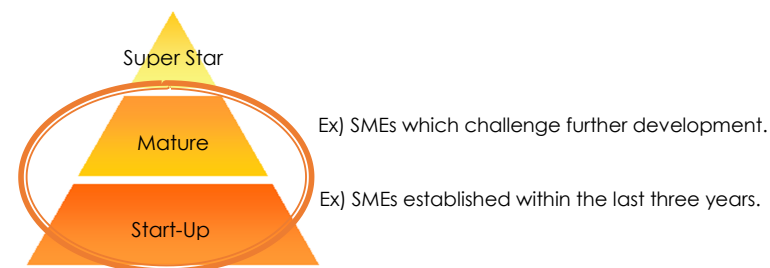 Super Star
Mature
Ex) SMEs which challenge further development.
Ex) SMEs established within the last three years.
Start-Up